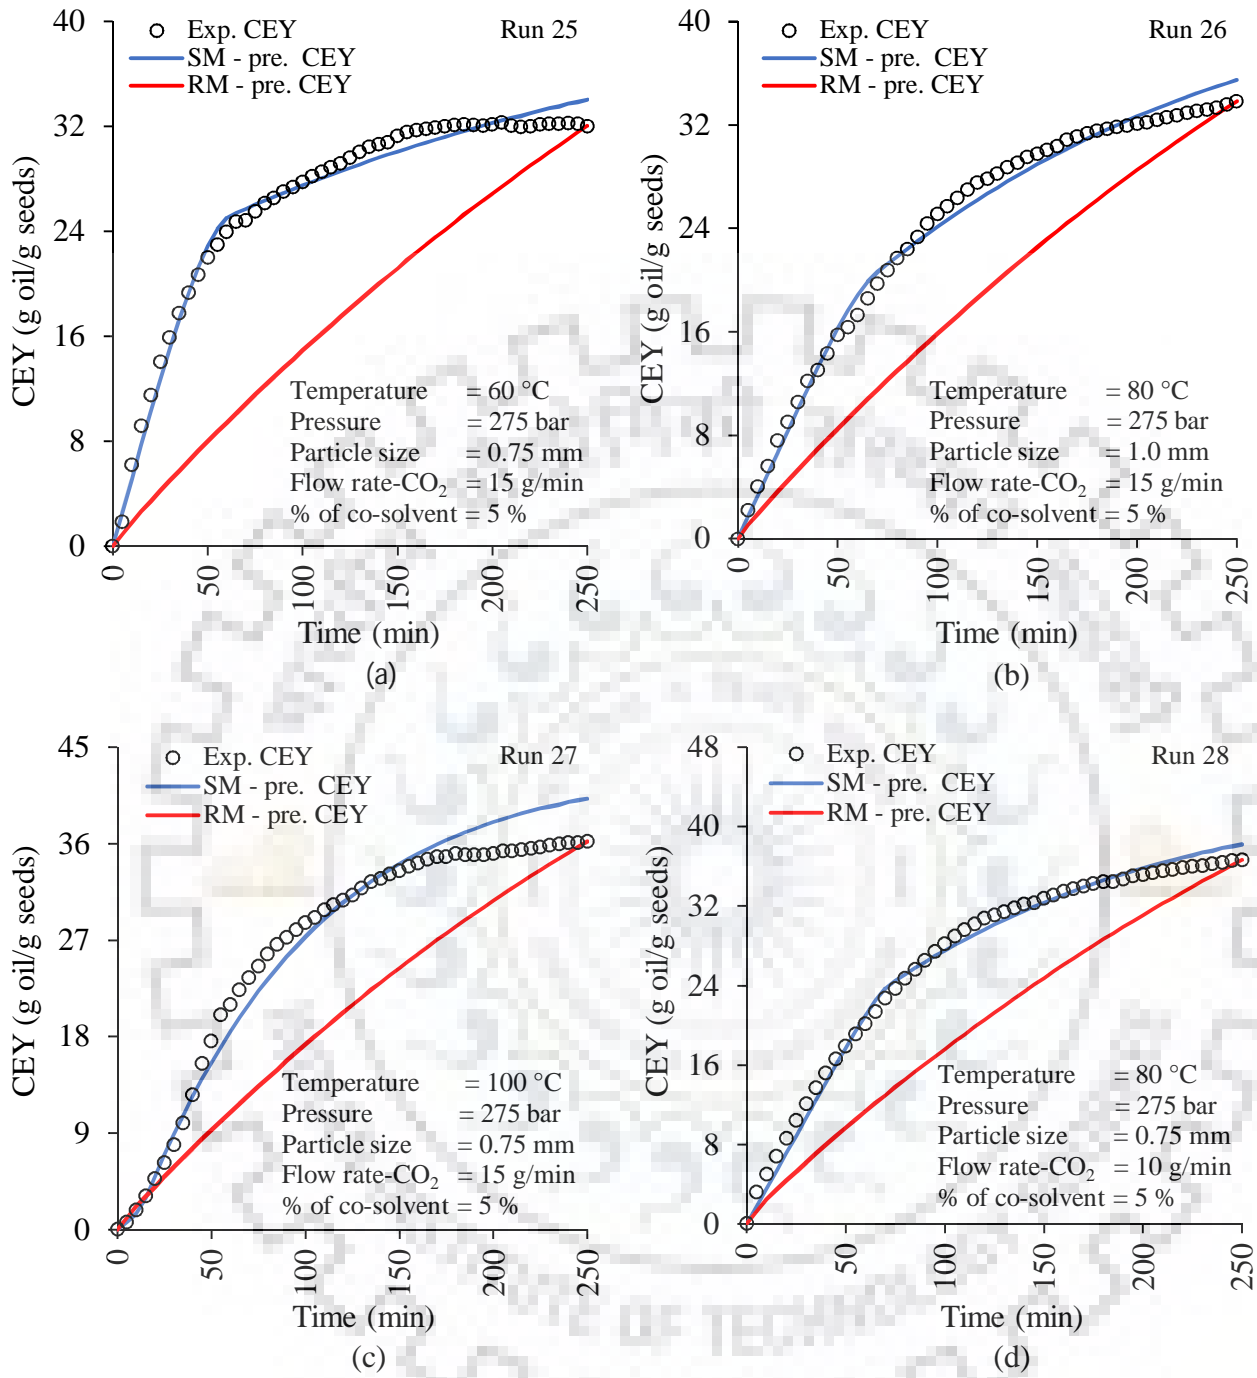 40
Exp. CEY
Run 25
SM - pre. CEY
RM - pre. CEY
32
24
16
8
0
CEY (g oil/g seeds)
Temperature = 60 °C
Pressure = 275 bar
Particle size = 0.75 mm
Flow rate-CO₂ = 15 g/min
% of co-solvent = 5 %
0 50 100 150 200 250
Time (min)
(a)
40
Exp. CEY
Run 26
SM - pre. CEY
RM - pre. CEY
32
24
16
8
0
CEY (g oil/g seeds)
Temperature = 80 °C
Pressure = 275 bar
Particle size = 1.0 mm
Flow rate-CO₂ = 15 g/min
% of co-solvent = 5 %
0 50 100 150 200 250
Time (min)
(b)
45
Exp. CEY
Run 27
SM - pre. CEY
RM - pre. CEY
36
27
18
9
0
CEY (g oil/g seeds)
Temperature = 100 °C
Pressure = 275 bar
Particle size = 0.75 mm
Flow rate-CO₂ = 15 g/min
% of co-solvent = 5 %
0 50 100 150 200 250
Time (min)
(c)
48
Exp. CEY
Run 28
SM - pre. CEY
RM - pre. CEY
40
32
24
16
8
0
CEY (g oil/g seeds)
Temperature = 80 °C
Pressure = 275 bar
Particle size = 0.75 mm
Flow rate-CO₂ = 10 g/min
% of co-solvent = 5 %
0 50 100 150 200 250
Time (min)
(d)
OF TECHN